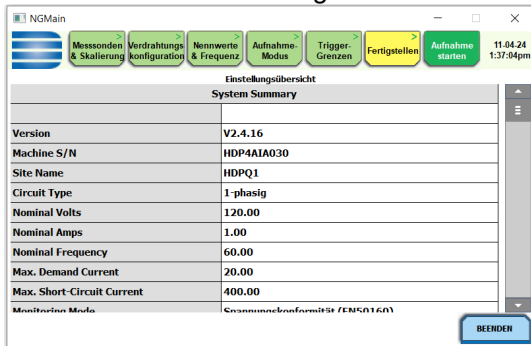 NGMain
Messsonden & Skalierung
Verdrahtungs konfiguration
Nennwerte & Frequenz
Aufnahme- Modus
Trigger- Grenzen
Fertigstellen
Aufnahme starten
11-04-24
1:37:04pm
Einstellungsübersicht
System Summary
Version V2.4.16
Machine S/N HDP4AIA030
Site Name HDPQ1
Circuit Type 1-phasig
Nominal Volts 120.00
Nominal Amps 1.00
Nominal Frequency 60.00
Max. Demand Current 20.00
Max. Short-Circuit Current 400.00
Monitoring Mode Spannungskonformität (EN50160)
BEENDEN